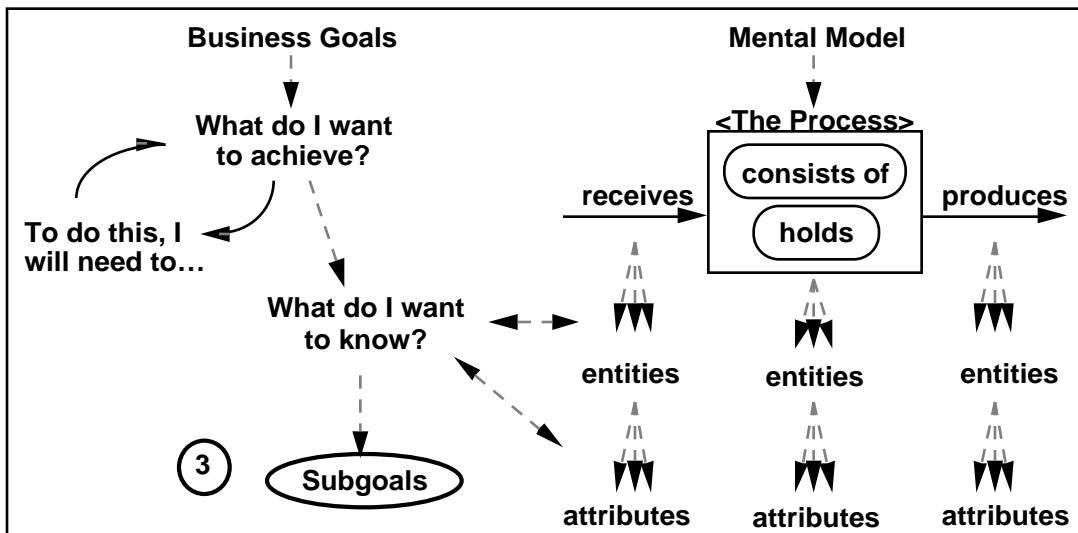 Business Goals
What do I want
to achieve?
To do this, I
will need to…
What do I want
to know?
3
Subgoals
Mental Model
<The Process>
receives
consists of
holds
produces
entities
entities
entities
attributes
attributes
attributes